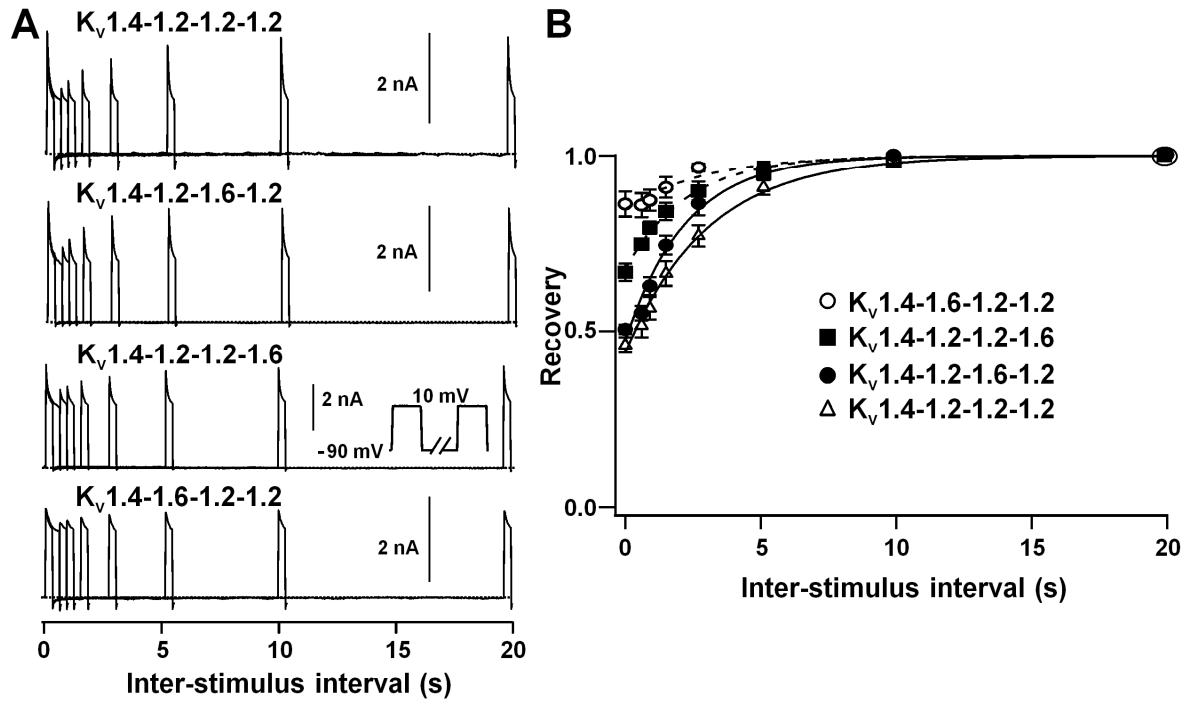 A
Kv1.4-1.2-1.2-1.2
2 nA
Kv1.4-1.2-1.6-1.2
2 nA
Kv1.4-1.2-1.2-1.6
2 nA
10 mV
-90 mV
Kv1.4-1.6-1.2-1.2
2 nA
0 5 10 15 20
Inter-stimulus interval (s)
B
1.0
0.5
0.0
Recovery
Kv1.4-1.6-1.2-1.2
Kv1.4-1.2-1.2-1.6
Kv1.4-1.2-1.6-1.2
Kv1.4-1.2-1.2-1.2
0 5 10 15 20
Inter-stimulus interval (s)